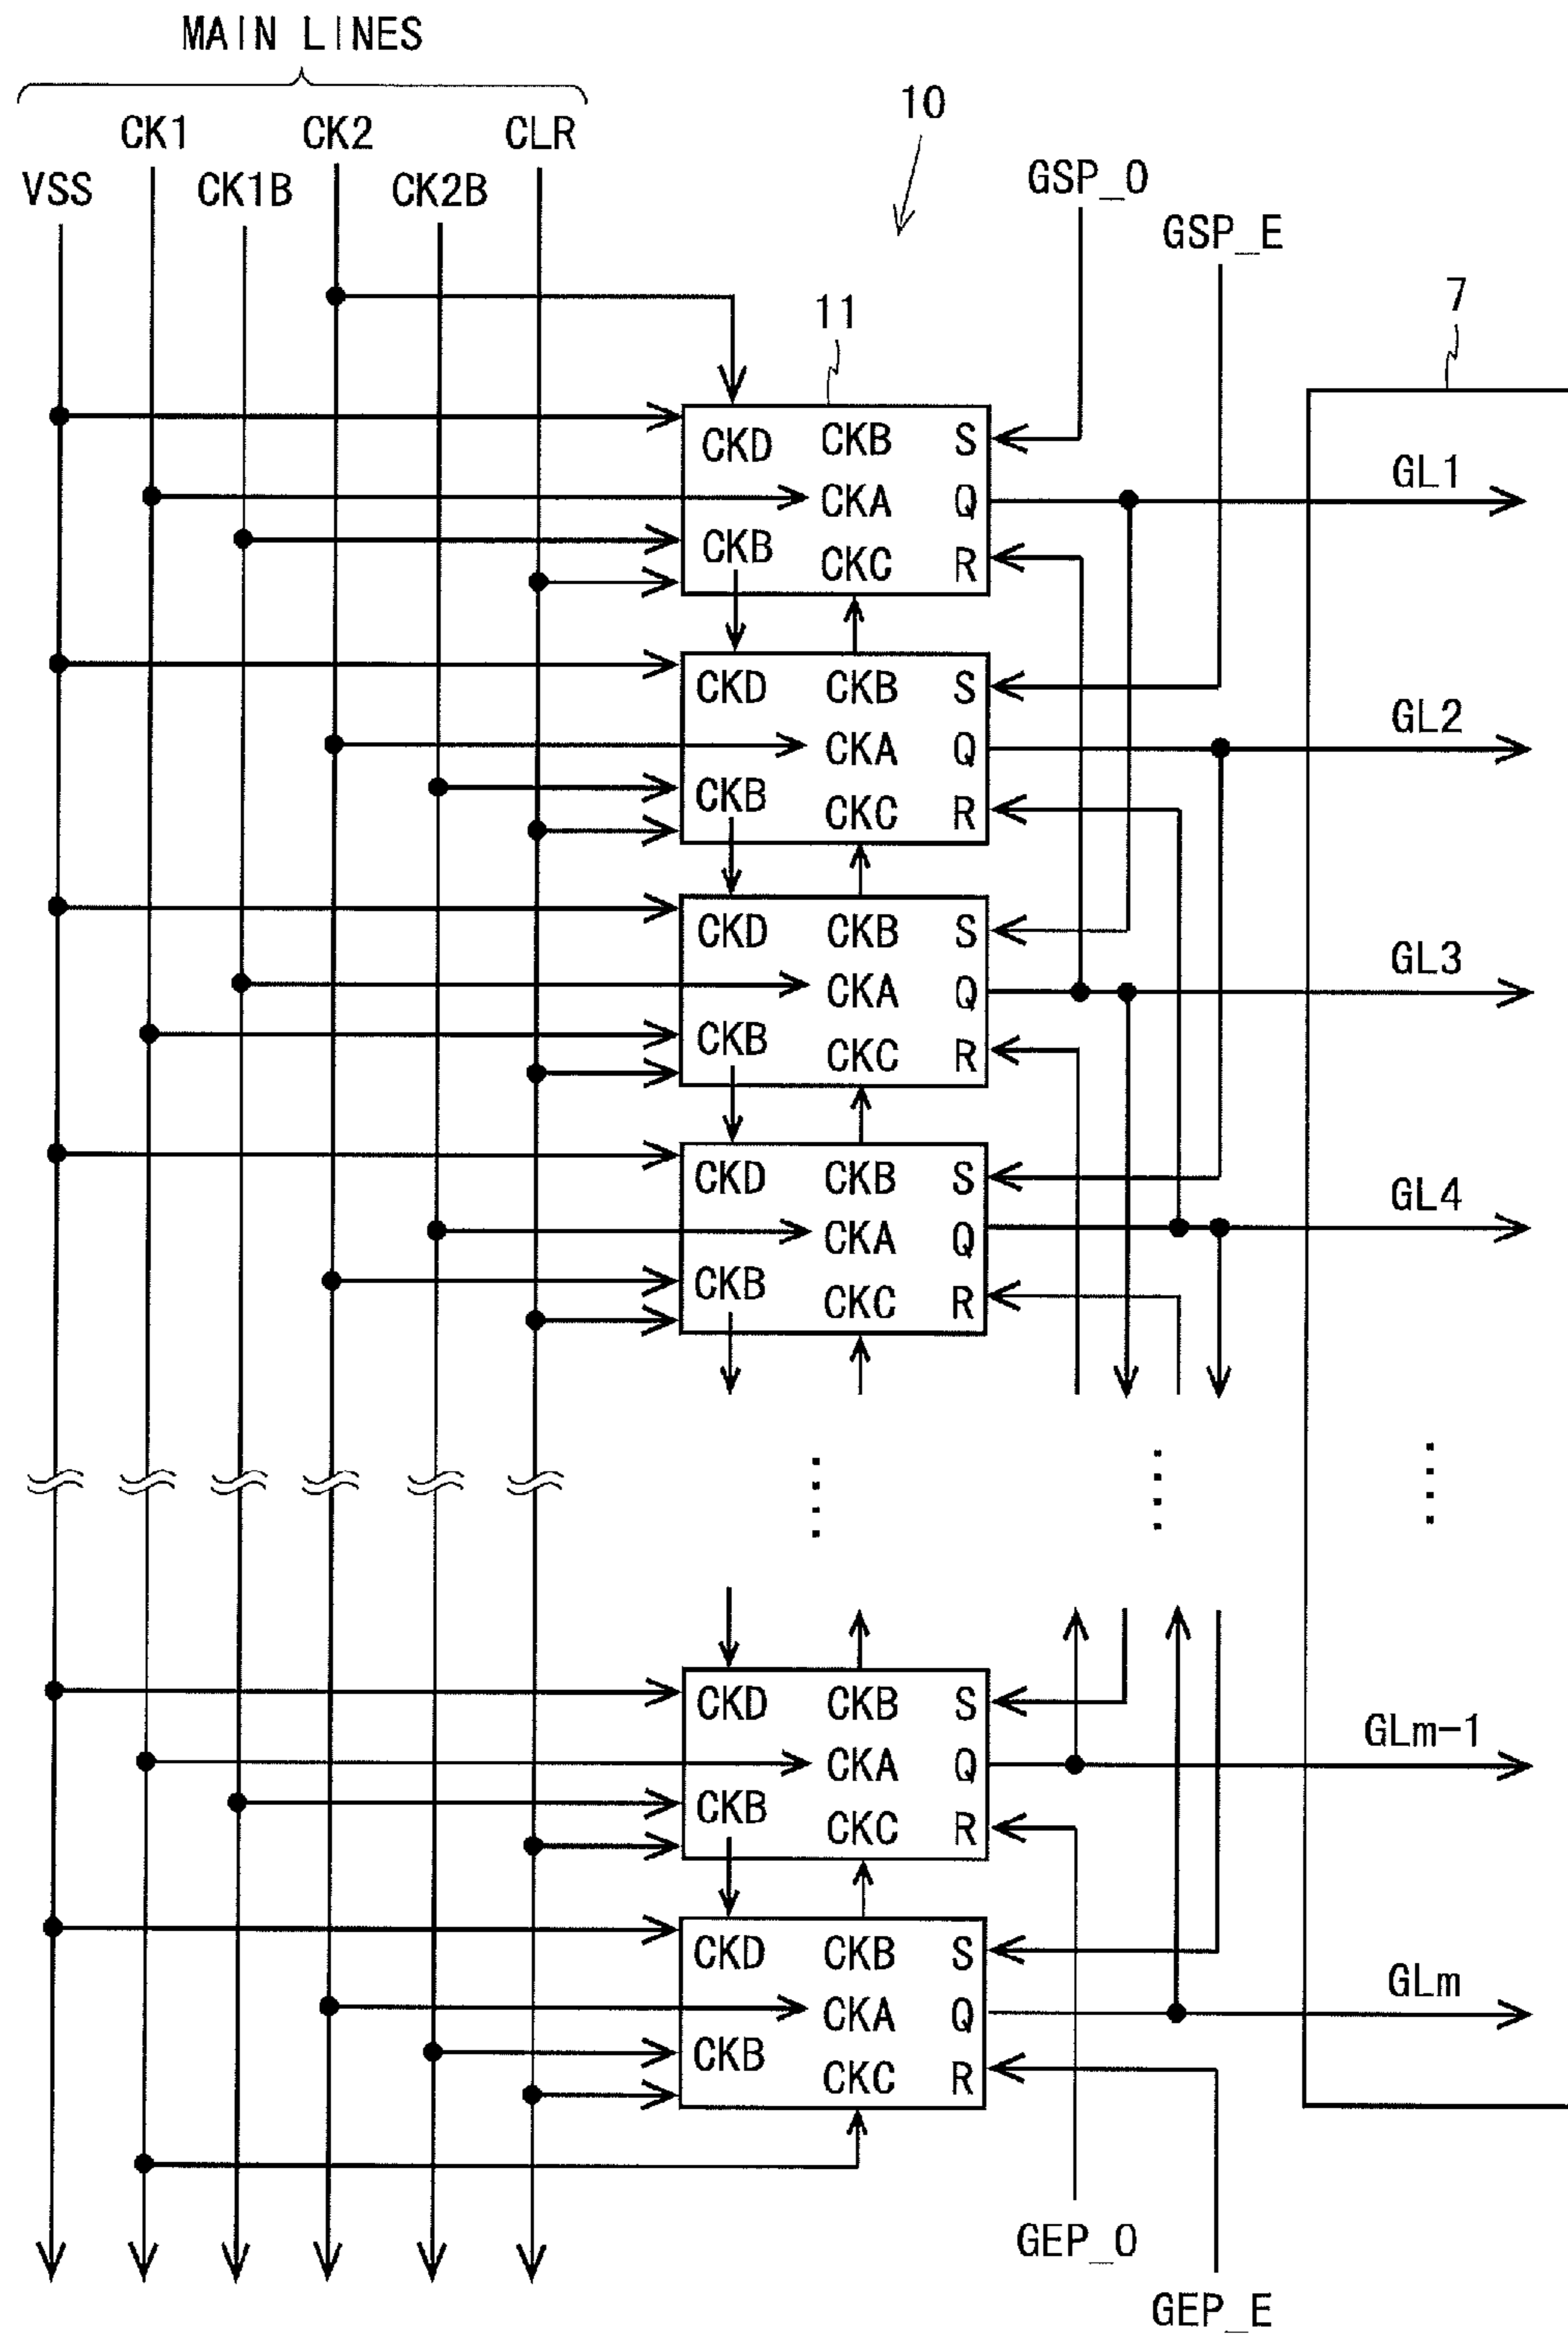 MAIN LINES
CK1 CK2 CLR
VSS CK1B CK2B
10
GSP_O
GSP_E
11
7
CKD CKB S
CKA Q GL1
CKB CKC R
CKD CKB S
CKA Q GL2
CKB CKC R
CKD CKB S
CKA Q GL3
CKB CKC R
CKD CKB S
CKA Q GL4
CKB CKC R
CKD CKB S
CKA Q GLm-1
CKB CKC R
CKD CKB S
CKA Q GLm
CKB CKC R
GEP_O
GEP_E